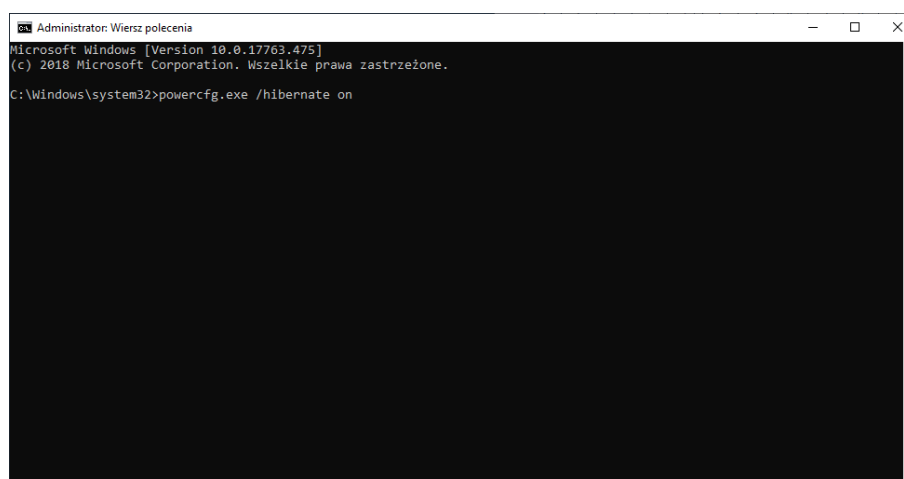 Administrator: Wiersz polecenia
Microsoft Windows [Version 10.0.17763.475]
(c) 2018 Microsoft Corporation. Wszelkie prawa zastrzeżone.
C:\Windows\system32>powercfg.exe /hibernate on